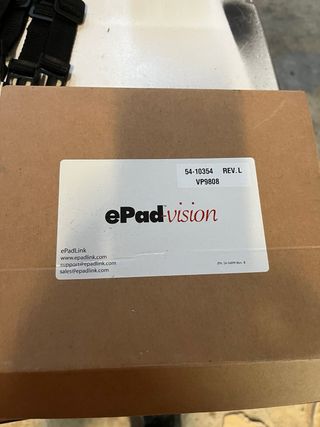 54-10354 REV. L
VP9808
ePad-vision
ePadLink
www.epadlink.com
support@epadlink.com
sales@epadlink.com